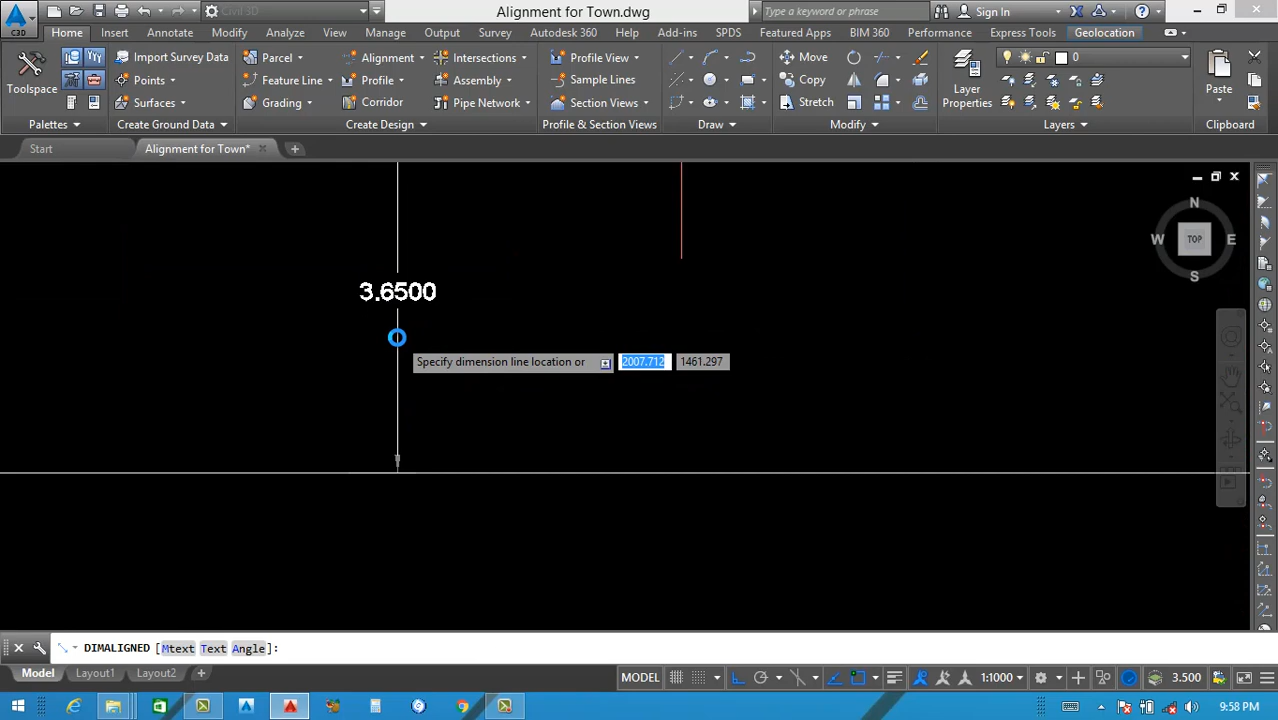 C3D
Civil 3D
Alignment for Town.dwg
Type a keyword or phrase
Sign In
Home Insert Annotate Modify Analyze View Manage Output Survey Autodesk 360 Help Add-ins SPDS Featured Apps BIM 360 Performance Express Tools Geolocation
Import Survey Data Parcel Alignment Intersections Profile View Move 0
Toolspace Points Feature Line Profile Assembly Sample Lines Copy Layer Properties Paste
Surfaces Grading Corridor Pipe Network Section Views Stretch
Palettes Create Ground Data Create Design Profile & Section Views Draw Modify Layers Clipboard
Start Alignment for Town*
N
W TOP E
S
3.6500
Specify dimension line location or 2007.712 1461.297
DIMALIGNED [Mtext Text Angle]:
Model Layout1 Layout2 MODEL 1:1000 3.500
9:58 PM